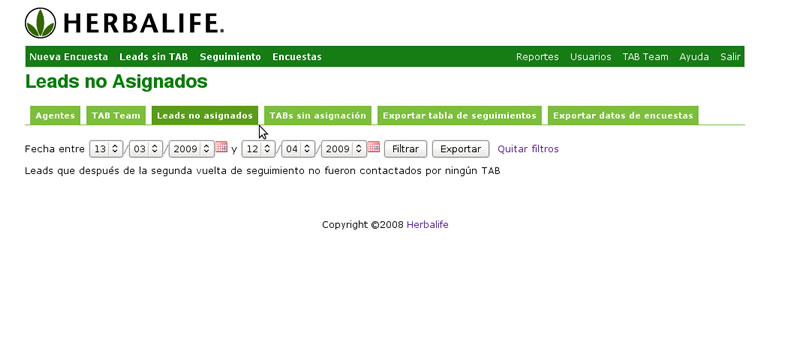 HERBALIFE.
Nueva Encuesta Leads sin TAB Seguimiento Encuestas Reportes Usuarios TAB Team Ayuda Salir
Leads no Asignados
Agentes TAB Team Leads no asignados TABs sin asignación Exportar tabla de seguimientos Exportar datos de encuestas
Fecha entre 13 / 03 / 2009 y 12 / 04 / 2009 Filtrar Exportar Quitar filtros
Leads que después de la segunda vuelta de seguimiento no fueron contactados por ningún TAB
Copyright ©2008 Herbalife